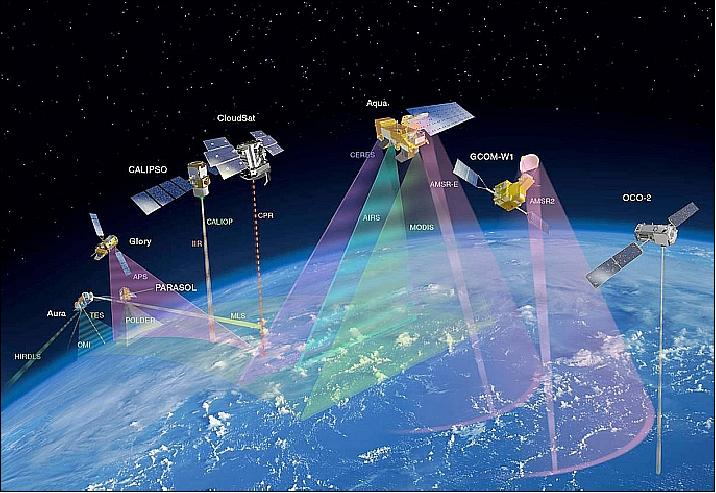 Aqua
CloudSat
CERES
GCOM-W1
CALIPSO
AMSR-E
OCO-2
AMSR2
CALIOP
CPR
AIRS
MODIS
Glory
IIR
APS
PARASOL
Aura
TES
POLDER
MLS
OMI
HIRDLS